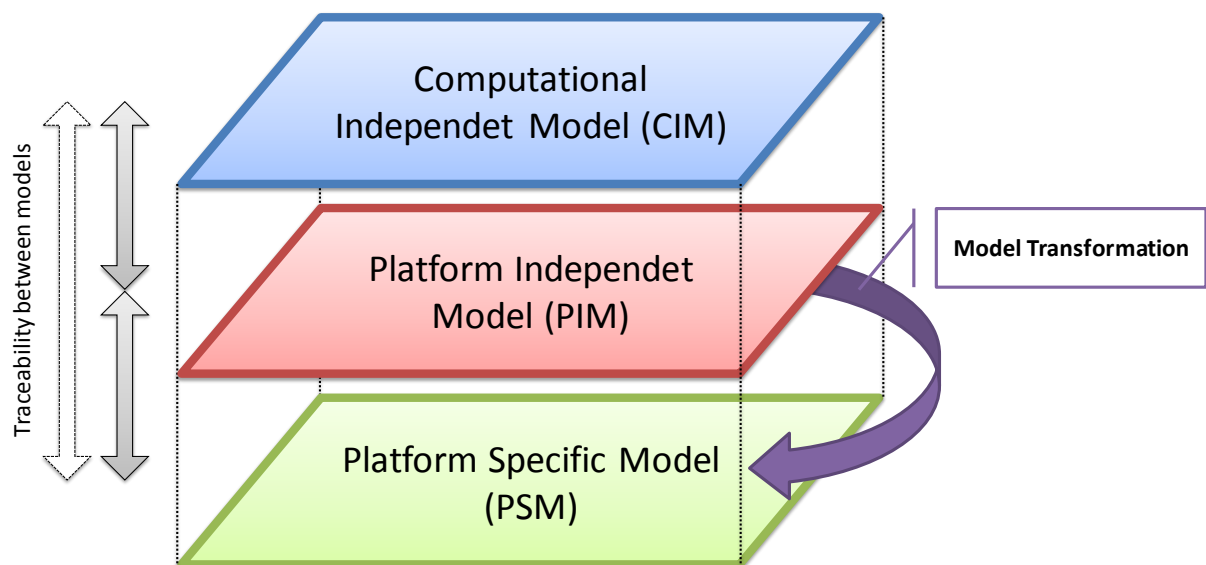 Computational
Independet Model (CIM)
Traceability between models
Model Transformation
Platform Independet
Model (PIM)
Platform Specific Model
(PSM)